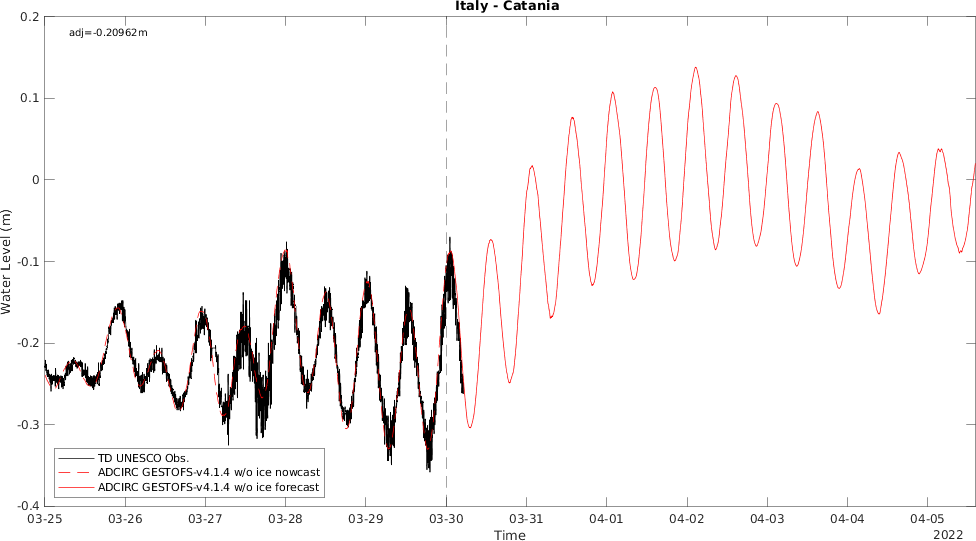 Italy - Catania
adj=-0.20962m
0.2
0.1
0
-0.1
-0.2
-0.3
-0.4
Water Level (m)
TD UNESCO Obs.
ADCIRC GESTOFS-v4.1.4 w/o ice nowcast
ADCIRC GESTOFS-v4.1.4 w/o ice forecast
03-25 03-26 03-27 03-28 03-29 03-30 03-31 04-01 04-02 04-03 04-04 04-05
Time
2022